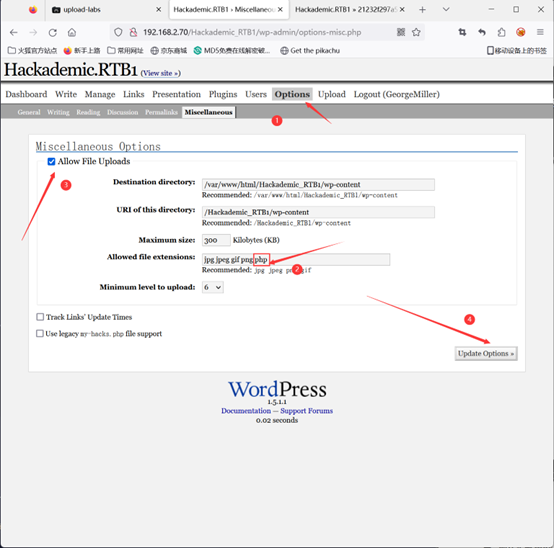 upload-labs
Hackademic.RTB1 › Miscellaneous
Hackademic.RTB1 » 21232f297a
192.168.2.70/Hackademic_RTB1/wp-admin/options-misc.php
火狐官方站点 新手上路 常用网址 京东商城 MD5免费在线解密破... Get the pikachu 移动设备上的书签
Hackademic.RTB1 (View site »)
Dashboard Write Manage Links Presentation Plugins Users Options Upload Logout (GeorgeMiller)
General Writing Reading Discussion Permalinks Miscellaneous
1
Miscellaneous Options
Allow File Uploads
3
Destination directory: /var/www/html/Hackademic_RTB1/wp-content
Recommended: /var/www/html/Hackademic_RTB1/wp-content
URI of this directory: /Hackademic_RTB1/wp-content
Recommended: /Hackademic_RTB1/wp-content
Maximum size: 300 Kilobytes (KB)
Allowed file extensions: jpg jpeg gif png php
2
Recommended: jpg jpeg png gif
Minimum level to upload: 6
4
Track Links' Update Times
Use legacy my-hacks.php file support
Update Options »
WordPress
1.5.1.1
Documentation — Support Forums
0.02 seconds